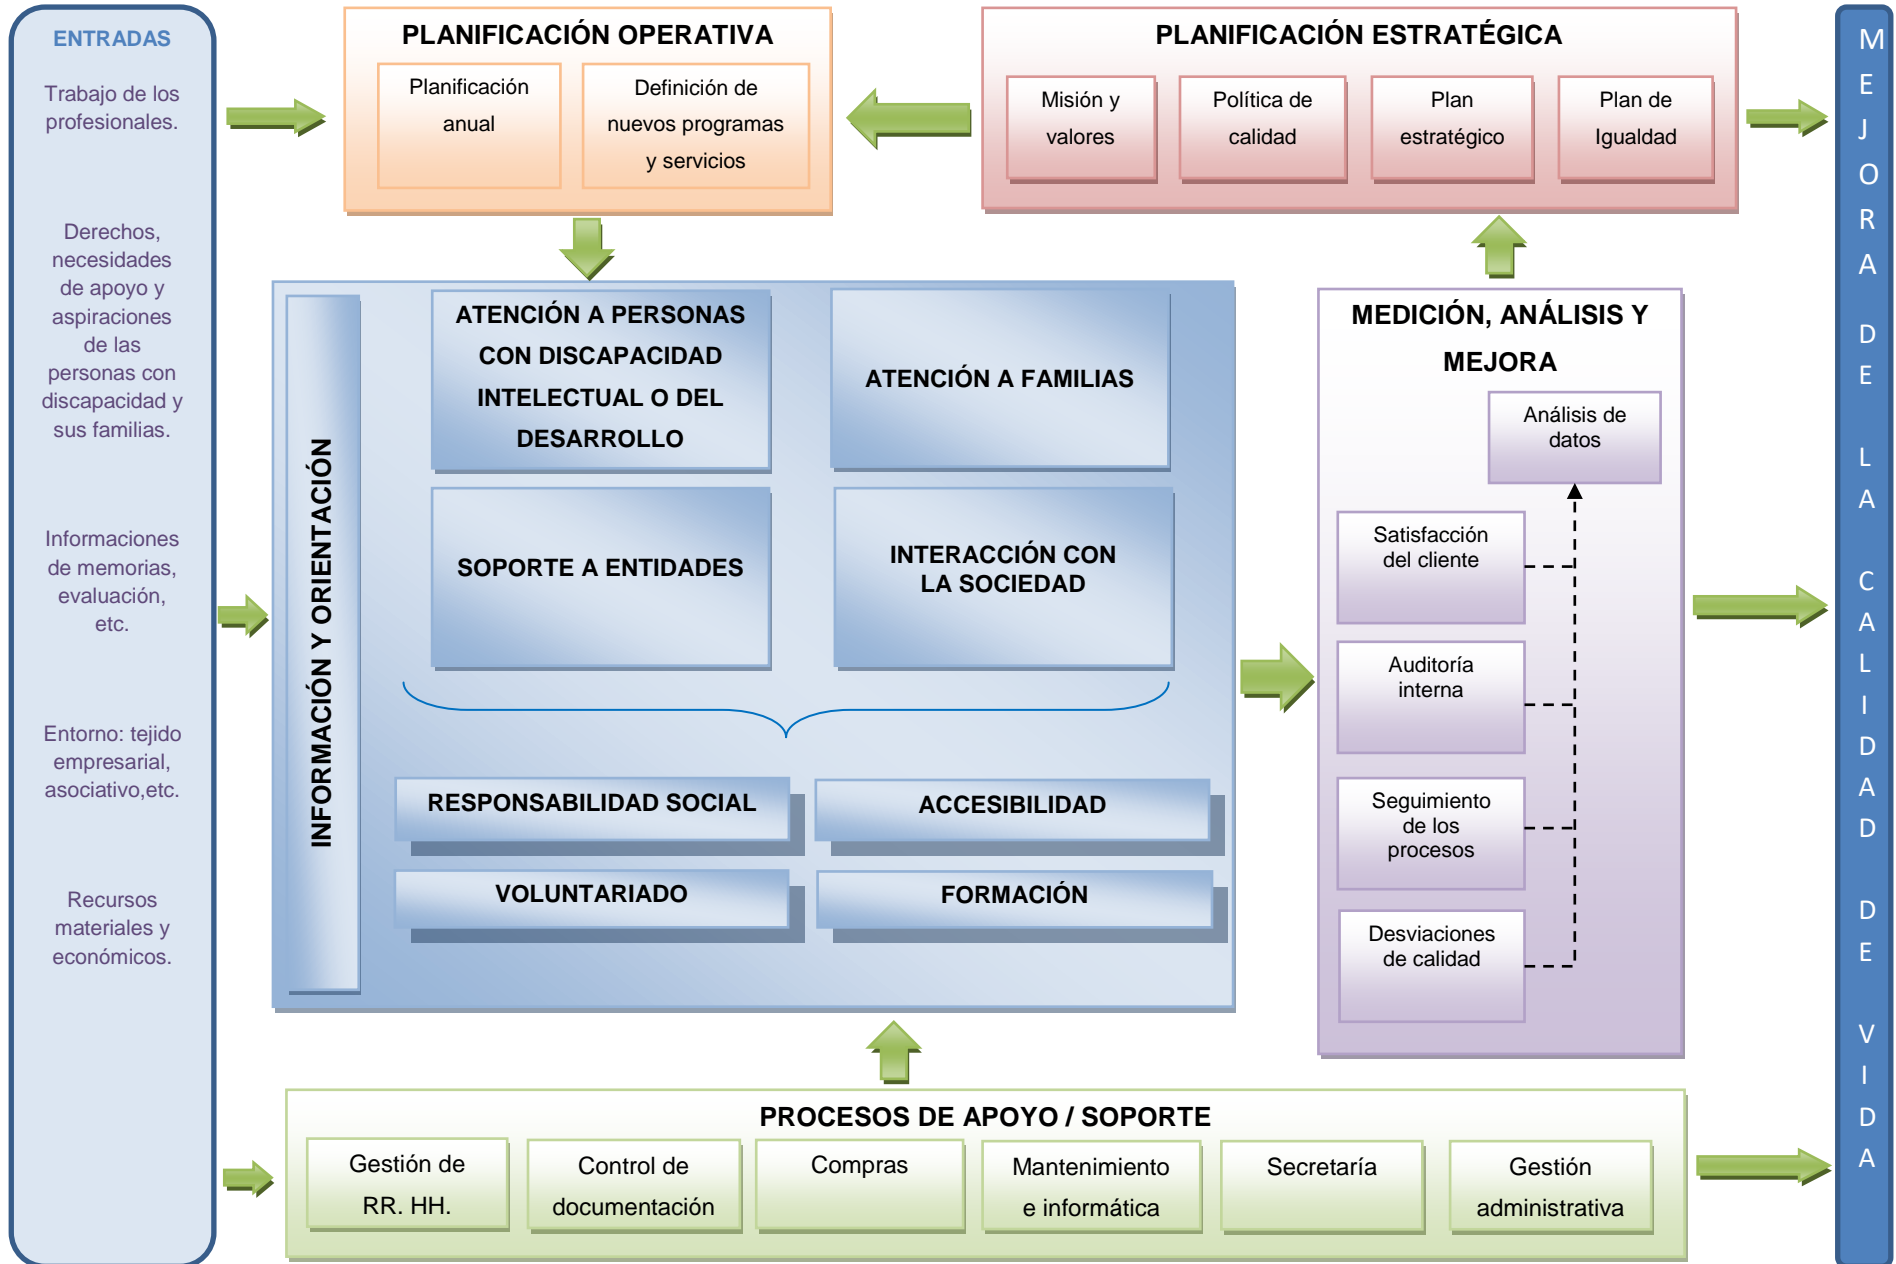 ENTRADAS
Trabajo de los
profesionales.
Derechos,
necesidades
de apoyo y
aspiraciones
de las
personas con
discapacidad y
sus familias.
Informaciones
de memorias,
evaluación,
etc.
Entorno: tejido
empresarial,
asociativo,etc.
Recursos
materiales y
económicos.
PLANIFICACIÓN OPERATIVA
Planificación
anual
Definición de
nuevos programas
y servicios
PLANIFICACIÓN ESTRATÉGICA
Misión y
valores
Política de
calidad
Plan
estratégico
Plan de
Igualdad
INFORMACIÓN Y ORIENTACIÓN
ATENCIÓN A PERSONAS
CON DISCAPACIDAD
INTELECTUAL O DEL
DESARROLLO
ATENCIÓN A FAMILIAS
SOPORTE A ENTIDADES
INTERACCIÓN CON
LA SOCIEDAD
RESPONSABILIDAD SOCIAL
ACCESIBILIDAD
VOLUNTARIADO
FORMACIÓN
MEDICIÓN, ANÁLISIS Y
MEJORA
Análisis de
datos
Satisfacción
del cliente
Auditoría
interna
Seguimiento
de los
procesos
Desviaciones
de calidad
PROCESOS DE APOYO / SOPORTE
Gestión de
RR. HH.
Control de
documentación
Compras
Mantenimiento
e informática
Secretaría
Gestión
administrativa
MEJORA DE LA CALIDAD DE VIDA